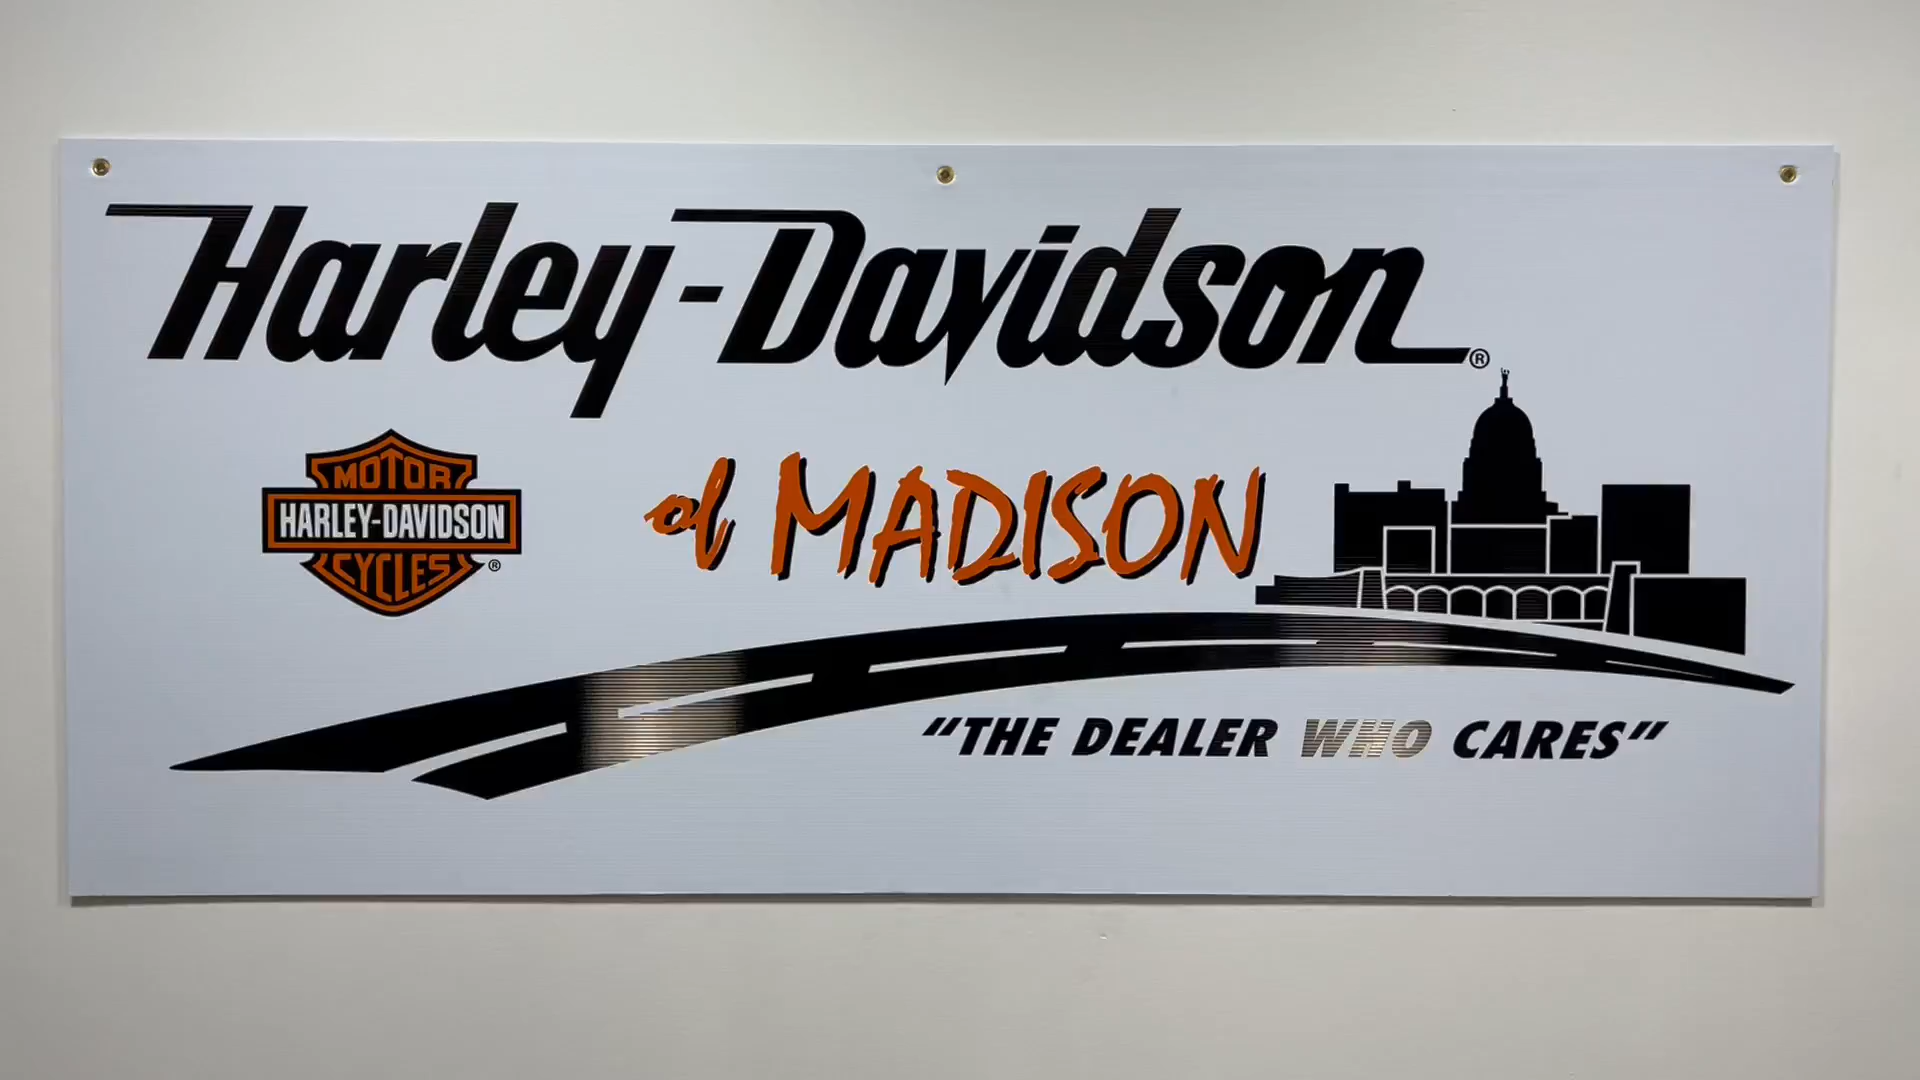 Harley-Davidson®
MOTOR
HARLEY-DAVIDSON
CYCLES®
of MADISON
"THE DEALER WHO CARES"